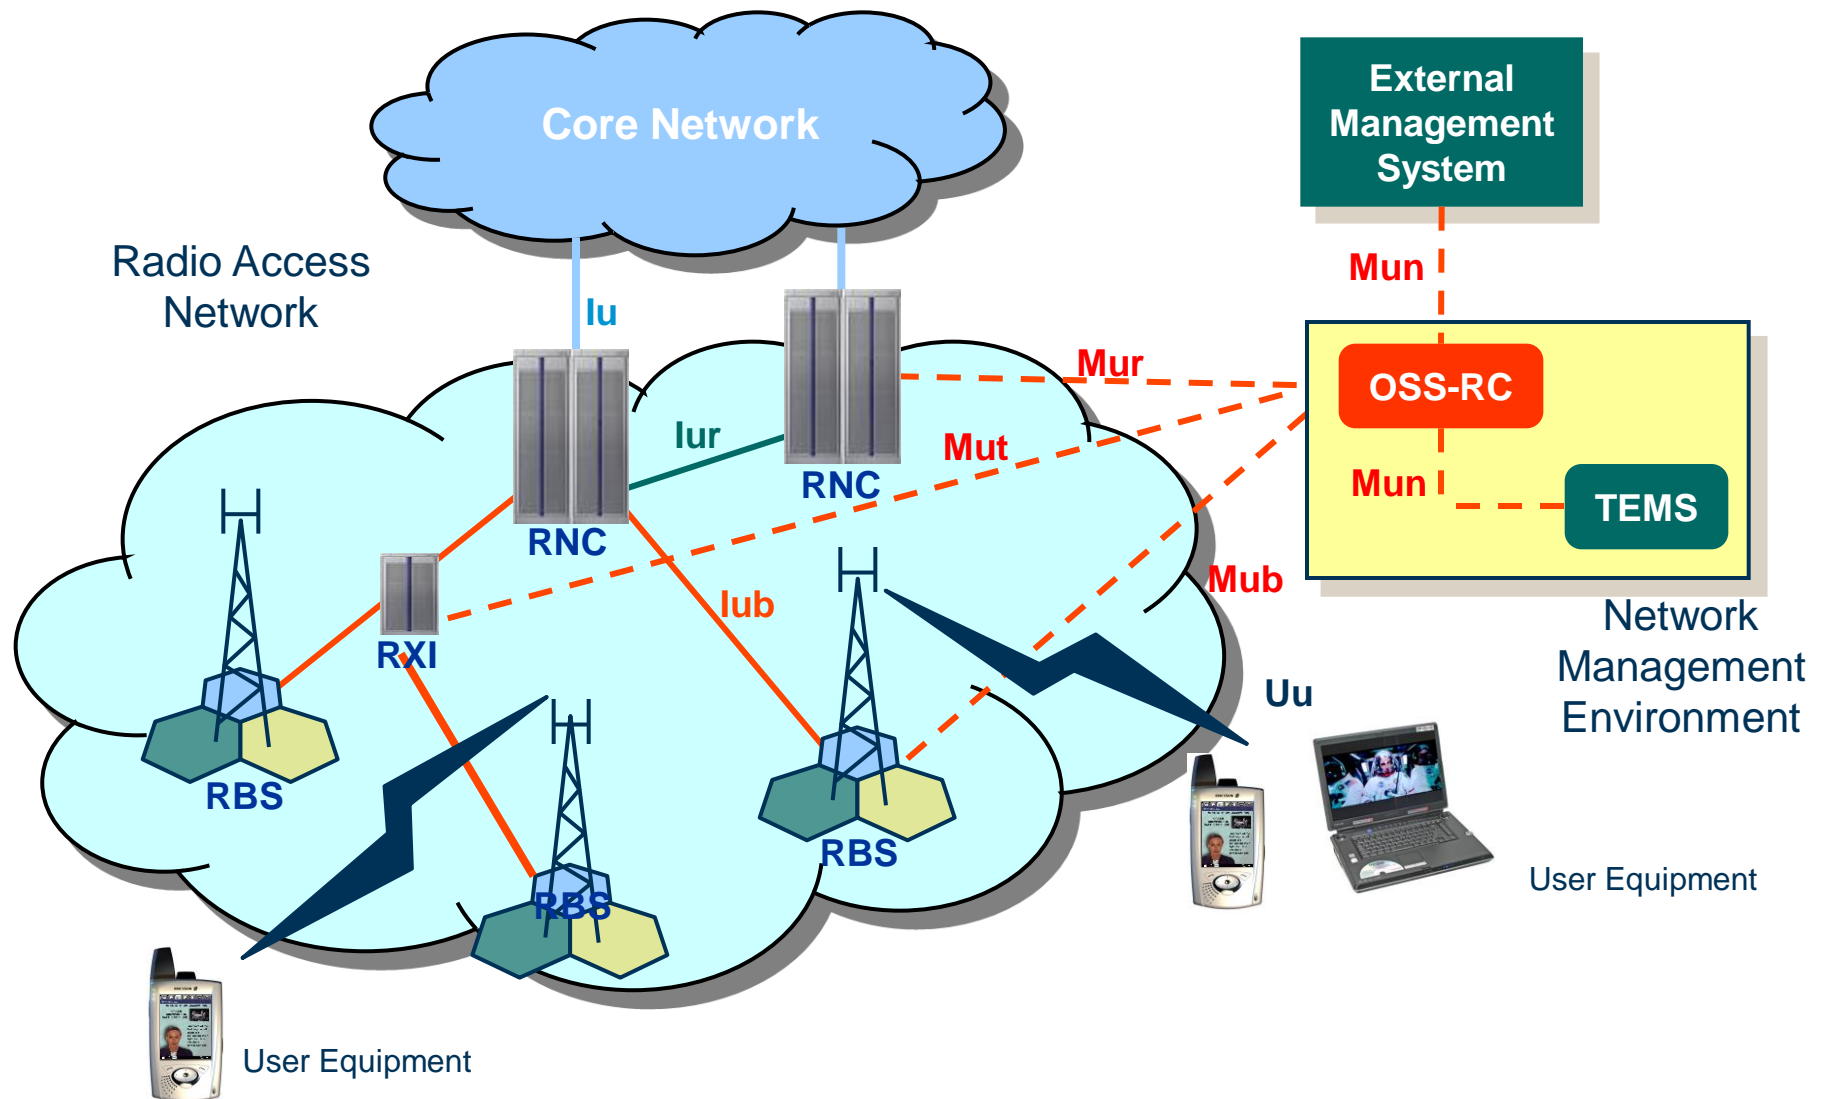 Core Network
External
Management
System
Radio Access
Network
Mun
Iu
Mur
OSS-RC
Iur
Mut
RNC
Mun
TEMS
RNC
Mub
Iub
Network
Management
Environment
RXI
Uu
RBS
RBS
User Equipment
RBS
User Equipment